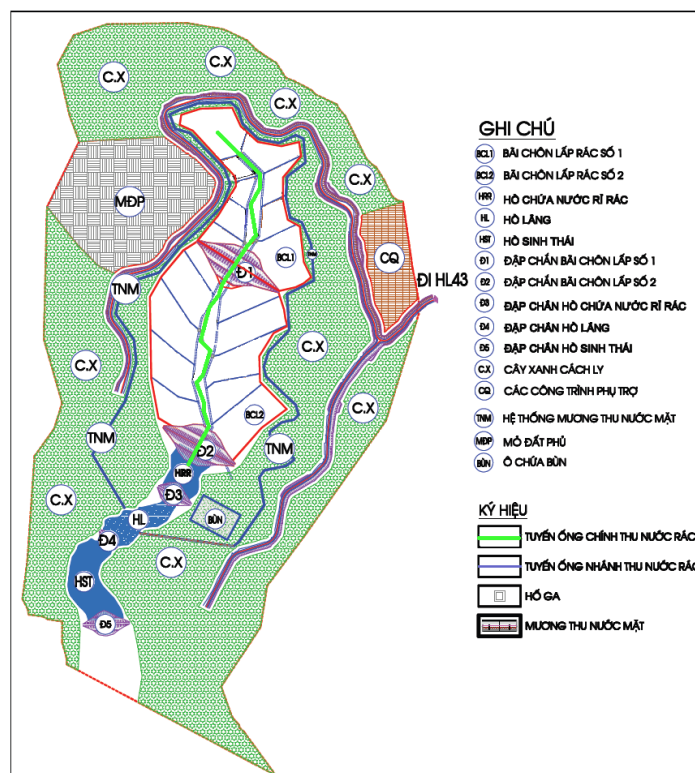 C.X
C.X
C.X
C.X
MĐP
CQ
BCL1
Đ1
ĐI HL43
TNM
C.X
C.X
C.X
BCL2
TNM
TNM
Đ2
HRR
Đ3
C.X
BÙN
HL
Đ4
C.X
HST
Đ5
GHI CHÚ
BCL1 BÃI CHÔN LẤP RÁC SỐ 1
BCL2 BÃI CHÔN LẤP RÁC SỐ 2
HRR HỒ CHỨA NƯỚC RỈ RÁC
HL HỒ LẮNG
HST HỒ SINH THÁI
Đ1 ĐẬP CHẮN BÃI CHÔN LẤP SỐ 1
Đ2 ĐẬP CHẮN BÃI CHÔN LẤP SỐ 2
Đ3 ĐẬP CHẮN HỒ CHỨA NƯỚC RỈ RÁC
Đ4 ĐẬP CHẮN HỒ LẮNG
Đ5 ĐẬP CHẮN HỒ SINH THÁI
C.X CÂY XANH CÁCH LY
CQ CÁC CÔNG TRÌNH PHỤ TRỢ
TNM HỆ THỐNG MƯƠNG THU NƯỚC MẶT
MĐP MỎ ĐẤT PHỦ
BÙN Ô CHỨA BÙN
KÝ HIỆU
TUYẾN ỐNG CHÍNH THU NƯỚC RÁC
TUYẾN ỐNG NHÁNH THU NƯỚC RÁC
HỐ GA
MƯƠNG THU NƯỚC MẶT